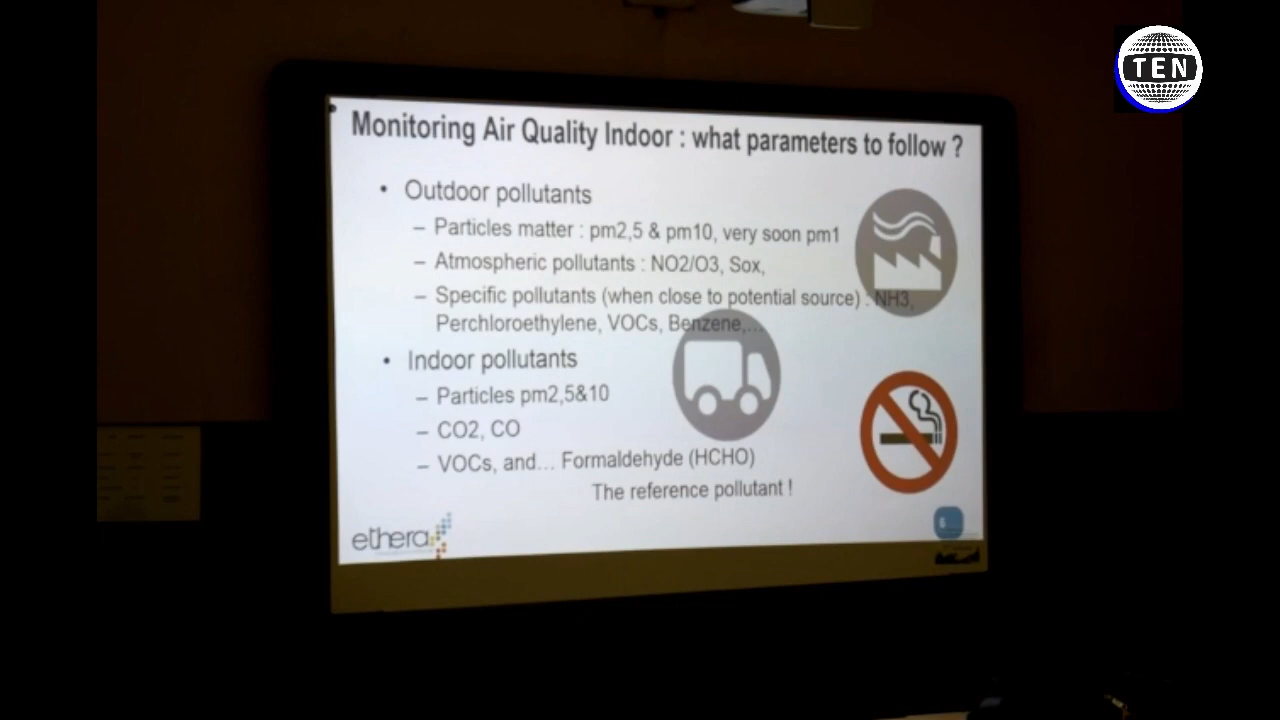 TEN
Monitoring Air Quality Indoor : what parameters to follow ?
• Outdoor pollutants
– Particles matter : pm2,5 & pm10, very soon pm1
– Atmospheric pollutants : NO2/O3, Sox,
– Specific pollutants (when close to potential source) : NH3,
Perchloroethylene, VOCs, Benzene,...
• Indoor pollutants
– Particles pm2,5&10
– CO2, CO
– VOCs, and... Formaldehyde (HCHO)
The reference pollutant !
ethera
6